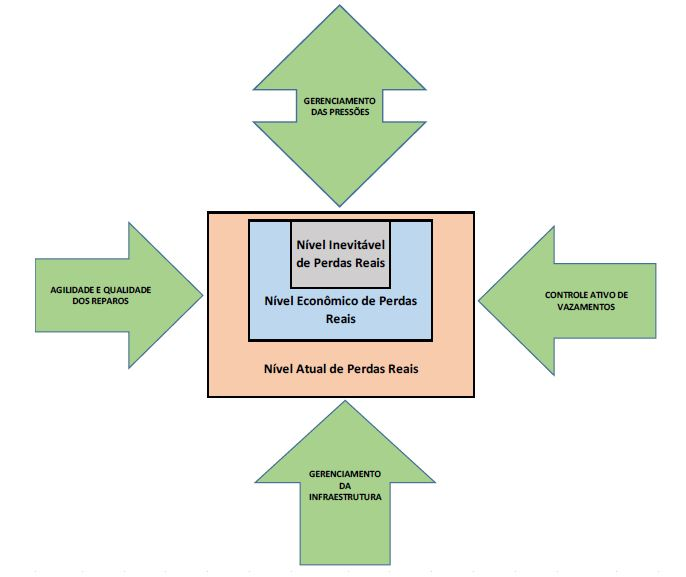 GERENCIAMENTO
DAS PRESSÕES
Nível Inevitável
de Perdas Reais
AGILIDADE E QUALIDADE
DOS REPAROS
CONTROLE ATIVO DE
VAZAMENTOS
Nível Econômico de Perdas
Reais
Nível Atual de Perdas Reais
GERENCIAMENTO
DA
INFRAESTRUTURA